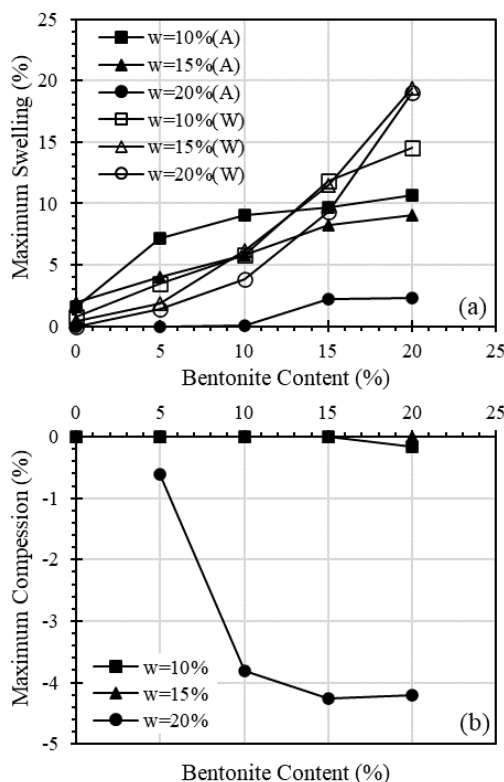 25
20
15
10
5
0
Maximum Swelling (%)
w=10%(A)
w=15%(A)
w=20%(A)
w=10%(W)
w=15%(W)
w=20%(W)
(a)
0 5 10 15 20 25
Bentonite Content (%)
0 5 10 15 20 25
0
-1
-2
-3
-4
-5
Maximum Compession (%)
w=10%
w=15%
w=20%
(b)
Bentonite Content (%)